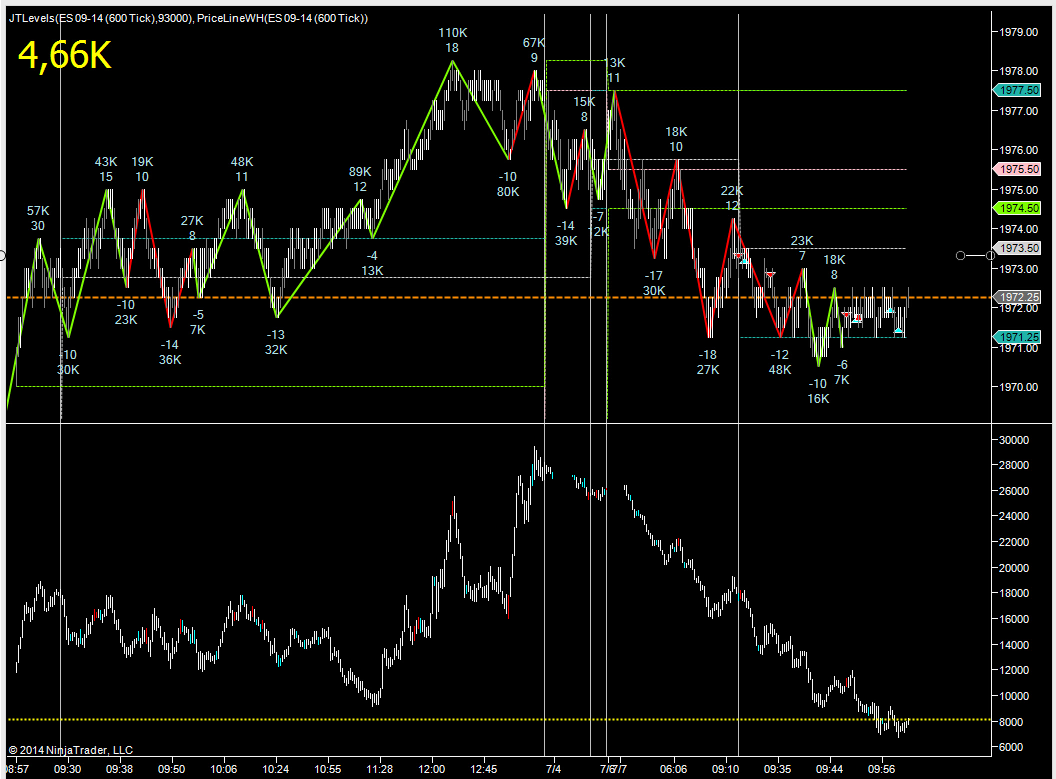 JTLevels(ES 09-14 (600 Tick),93000), PriceLineWH(ES 09-14 (600 Tick))
4,66K
110K
18
67K
9
13K
11
15K
8
18K
10
43K
15
19K
10
48K
11
89K
12
22K
12
57K
30
27K
8
23K
7
18K
8
-10
80K
-14
39K
-7
12K
-4
13K
-17
30K
-10
23K
-5
7K
-13
32K
-14
36K
-10
30K
-18
27K
-12
48K
-6
7K
-10
16K
1979.00
1978.00
1977.50
1977.00
1976.00
1975.50
1975.00
1974.50
1974.00
1973.50
1973.00
1972.25
1972.00
1971.25
1971.00
1970.00
30000
28000
26000
24000
22000
20000
18000
16000
14000
12000
10000
8000
6000
© 2014 NinjaTrader, LLC
08:57 09:30 09:38 09:50 10:06 10:24 10:55 11:28 12:00 12:45 7/4 7/6 7/7 06:06 09:10 09:35 09:44 09:56